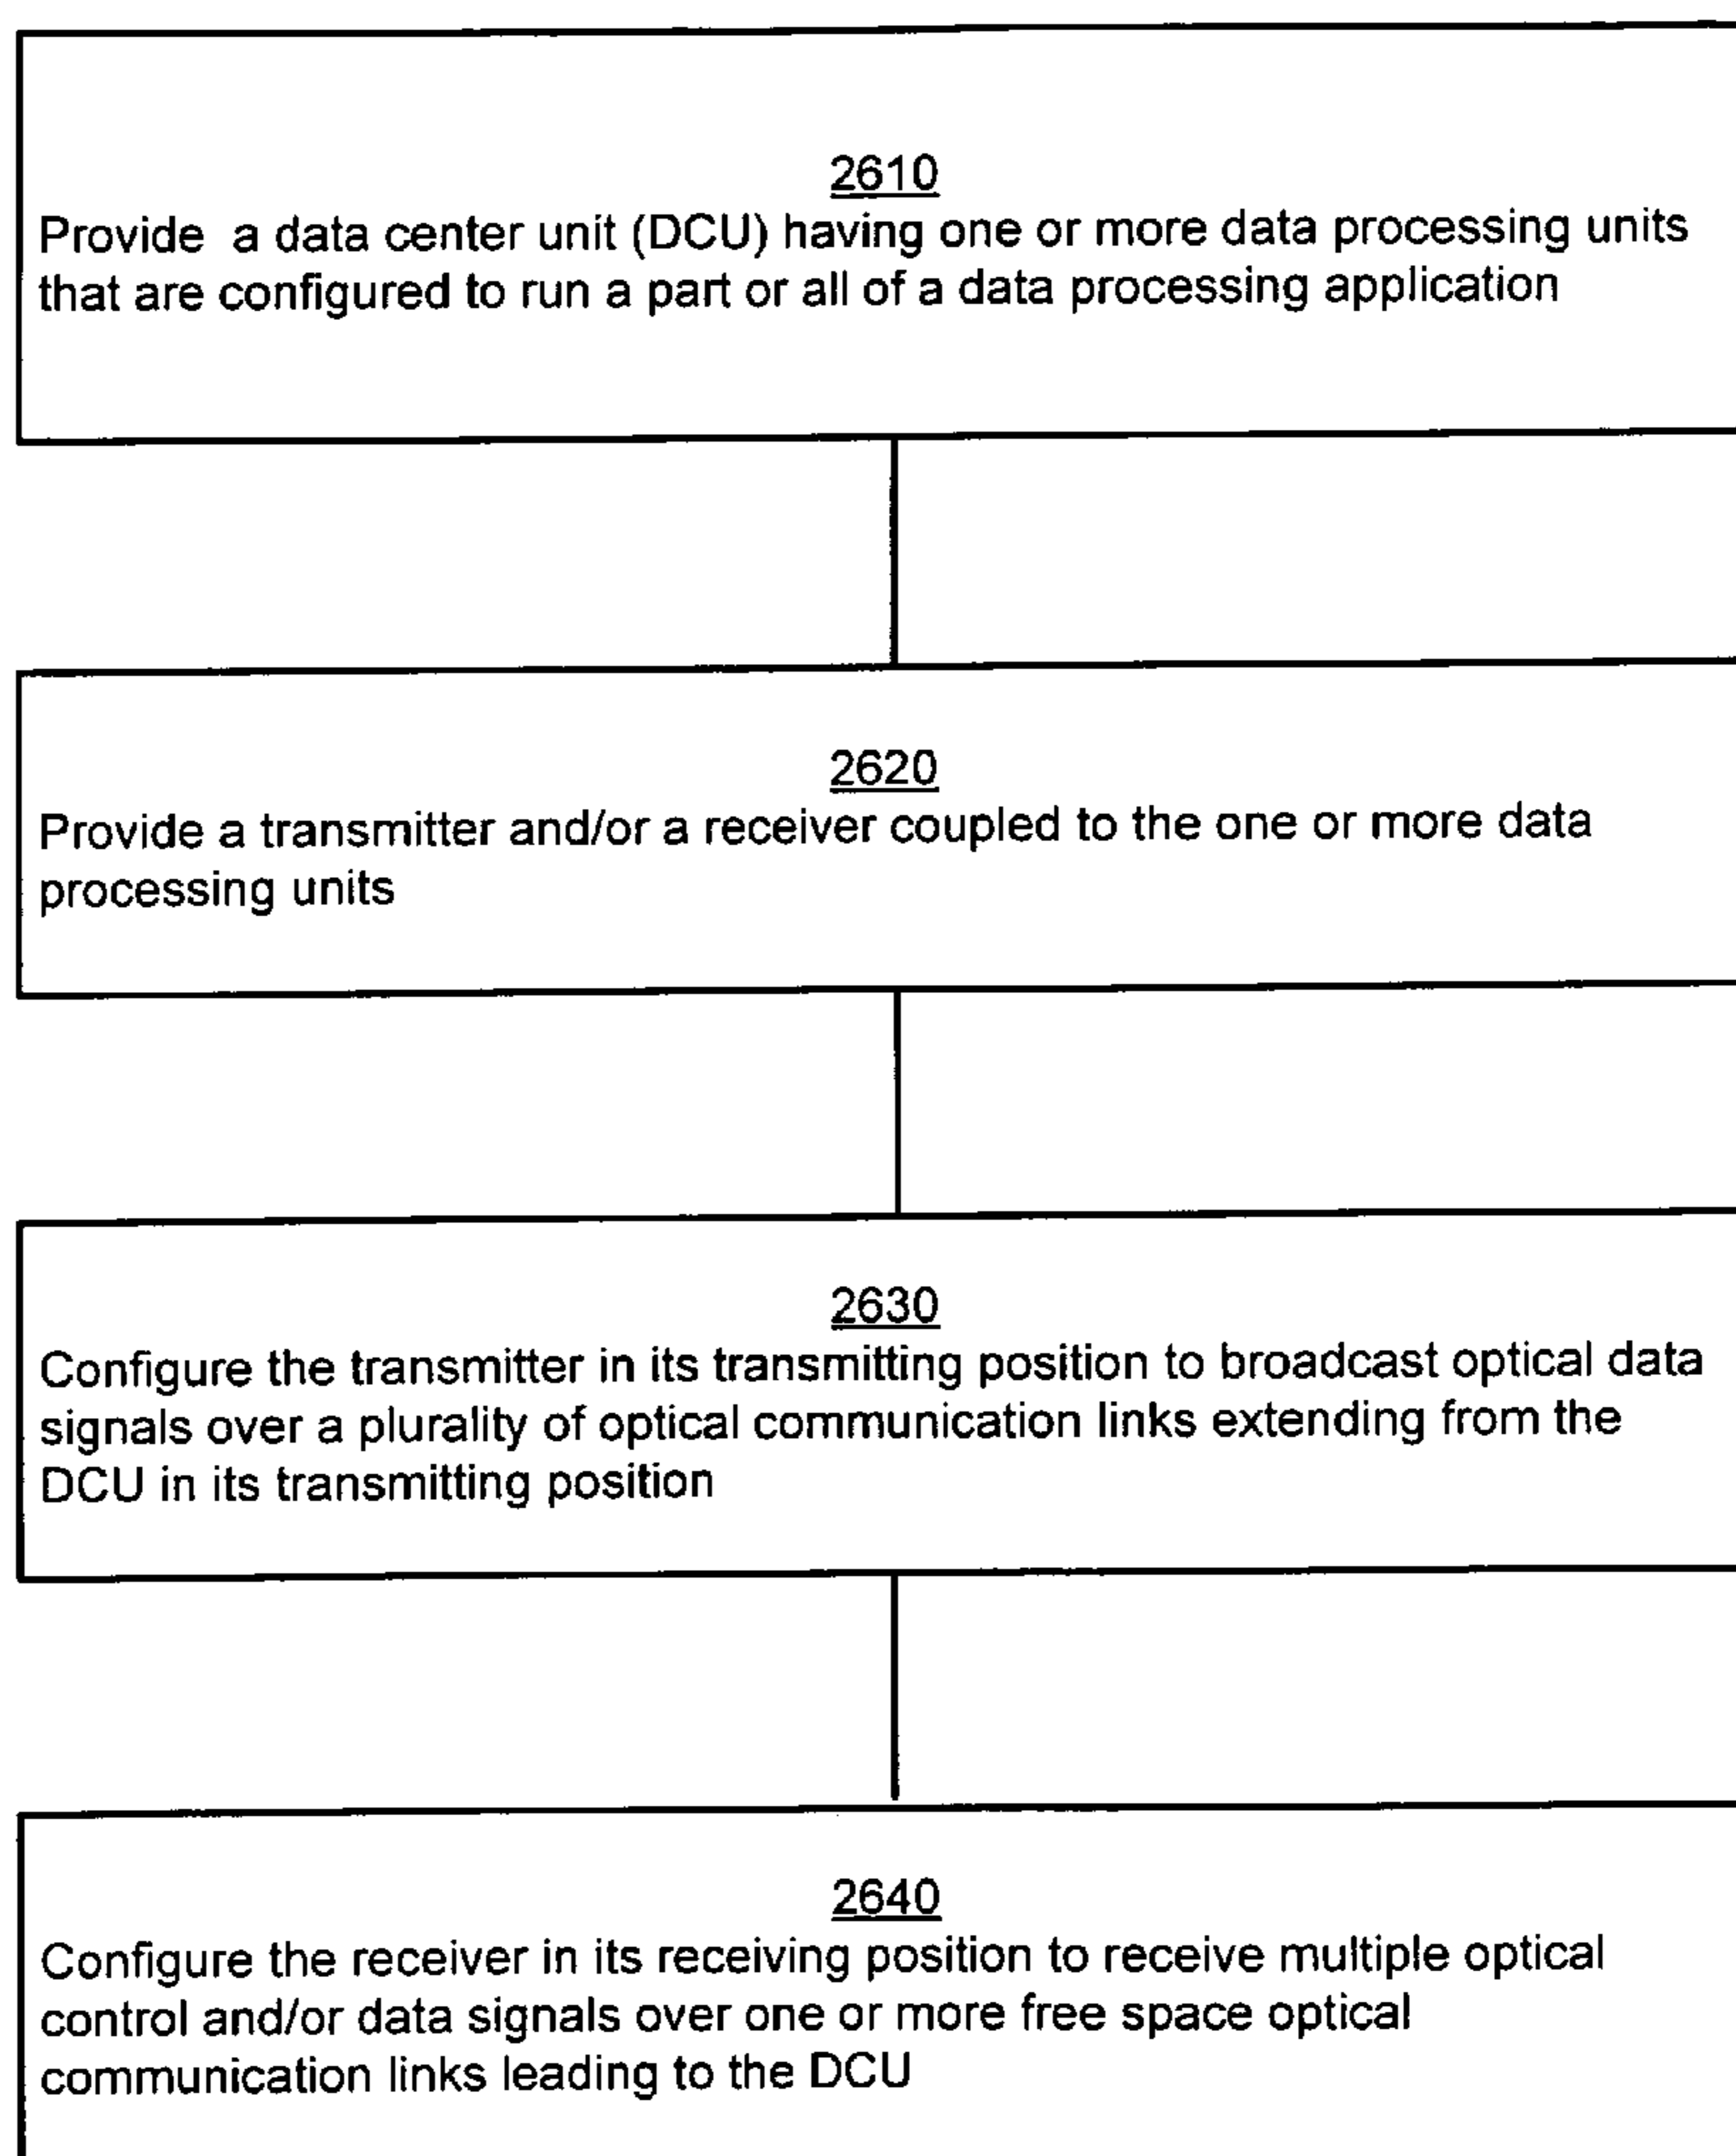 2610
Provide a data center unit (DCU) having one or more data processing units
that are configured to run a part or all of a data processing application
2620
Provide a transmitter and/or a receiver coupled to the one or more data
processing units
2630
Configure the transmitter in its transmitting position to broadcast optical data
signals over a plurality of optical communication links extending from the
DCU in its transmitting position
2640
Configure the receiver in its receiving position to receive multiple optical
control and/or data signals over one or more free space optical
communication links leading to the DCU